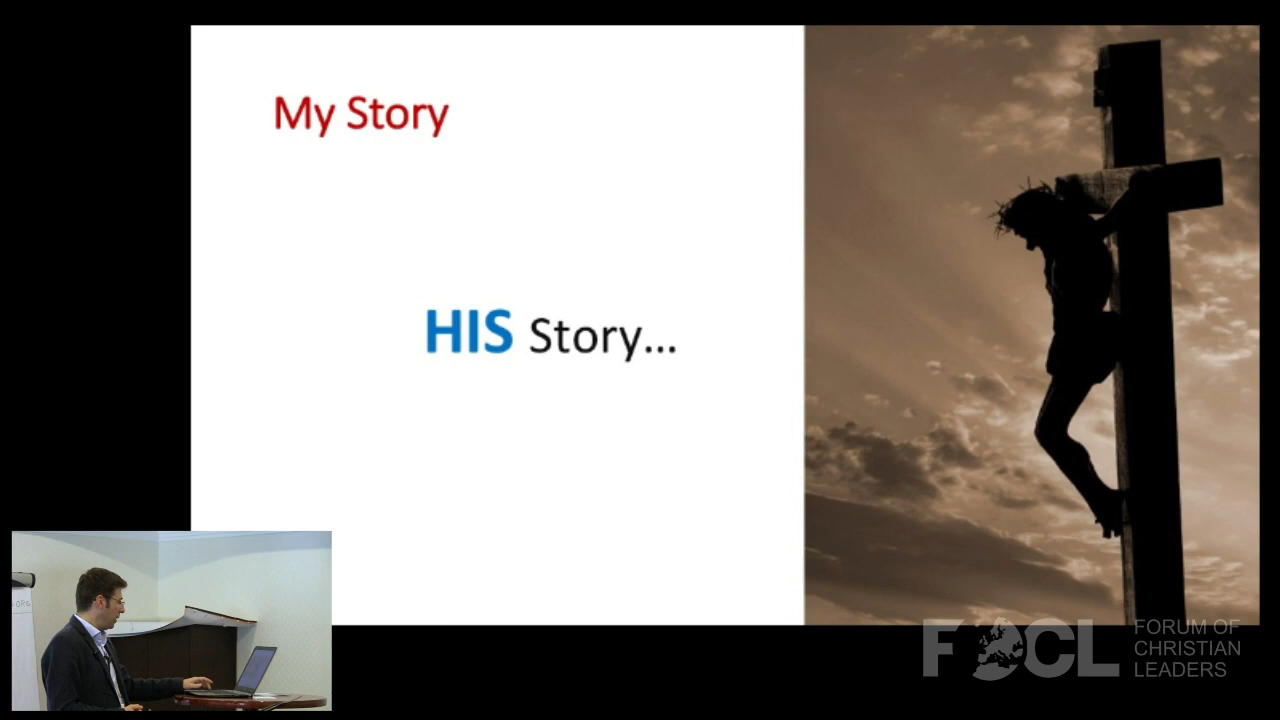 My Story
HIS Story...
FOCL
FORUM OF
CHRISTIAN
LEADERS